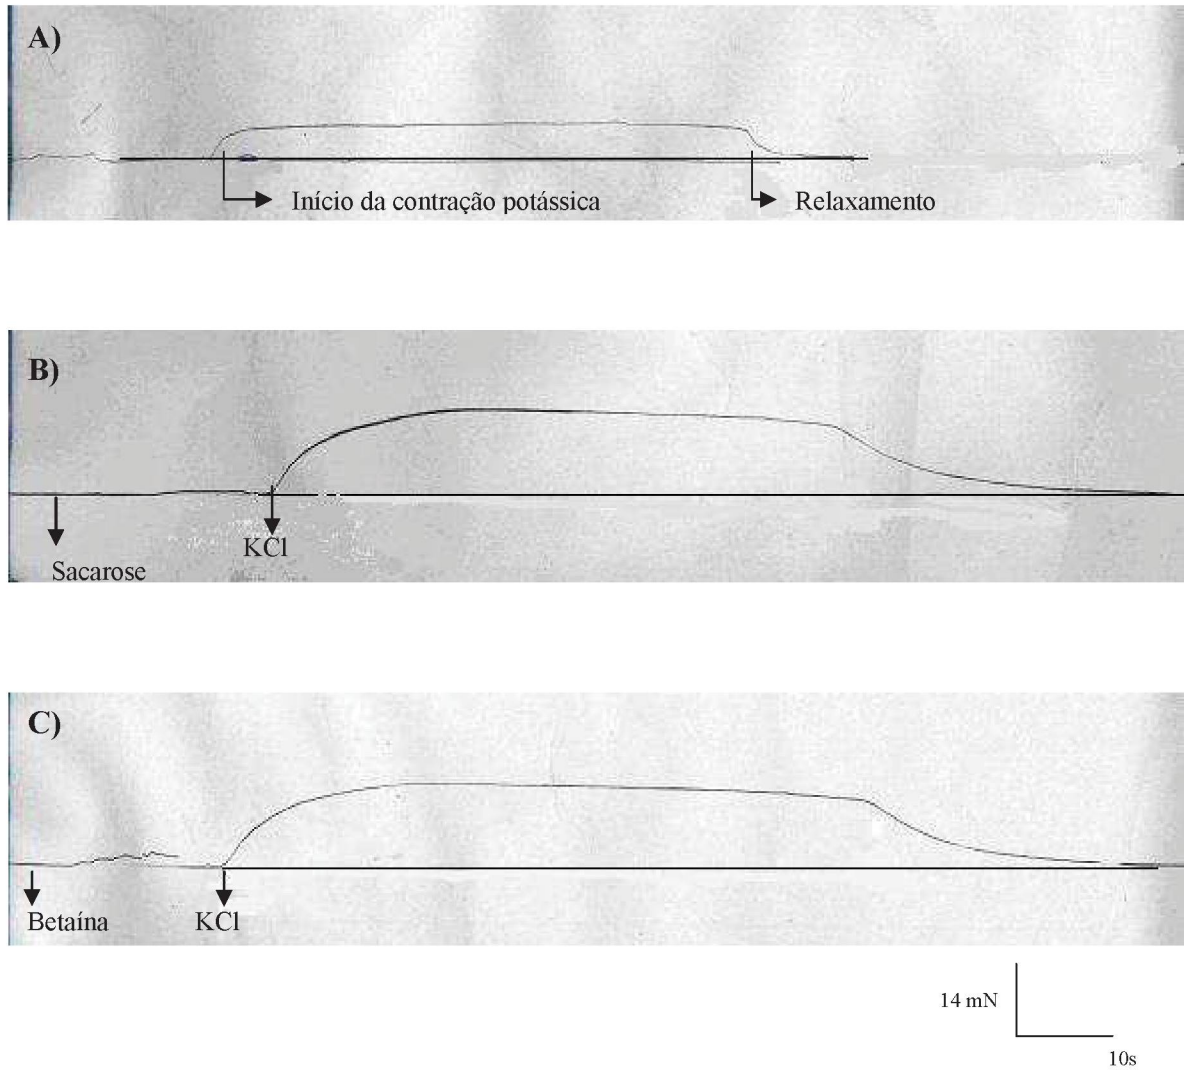 A)
Início da contração potássica
Relaxamento
B)
KCl
Sacarose
C)
Betaína
KCl
14 mN
10s